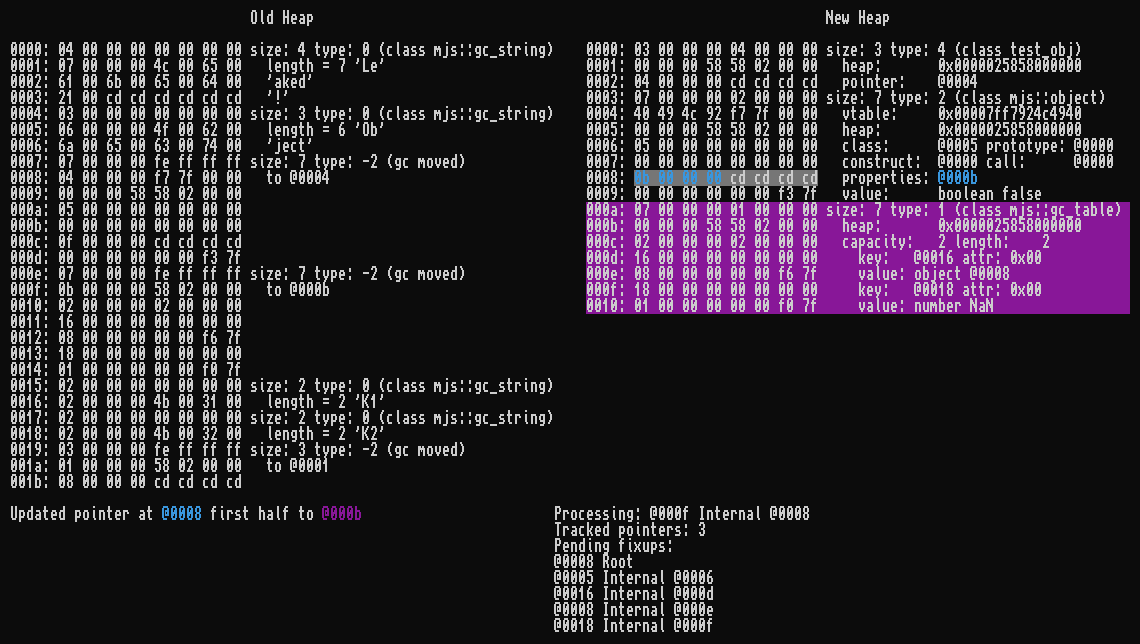 Old Heap
0000: 04 00 00 00 00 00 00 00 size: 4 type: 0 (class mjs::gc_string)
0001: 07 00 00 00 4c 00 65 00   length = 7 'Le'
0002: 61 00 6b 00 65 00 64 00   'aked'
0003: 21 00 cd cd cd cd cd cd   '!'
0004: 03 00 00 00 00 00 00 00 size: 3 type: 0 (class mjs::gc_string)
0005: 06 00 00 00 4f 00 62 00   length = 6 'Ob'
0006: 6a 00 65 00 63 00 74 00   'ject'
0007: 07 00 00 00 fe ff ff ff size: 7 type: -2 (gc moved)
0008: 04 00 00 00 f7 7f 00 00   to @0004
0009: 00 00 00 58 58 02 00 00
000a: 05 00 00 00 00 00 00 00
000b: 00 00 00 00 00 00 00 00
000c: 0f 00 00 00 cd cd cd cd
000d: 00 00 00 00 00 00 f3 7f
000e: 07 00 00 00 fe ff ff ff size: 7 type: -2 (gc moved)
000f: 0b 00 00 00 58 02 00 00   to @000b
0010: 02 00 00 00 02 00 00 00
0011: 16 00 00 00 00 00 00 00
0012: 08 00 00 00 00 00 f6 7f
0013: 18 00 00 00 00 00 00 00
0014: 01 00 00 00 00 00 f0 7f
0015: 02 00 00 00 00 00 00 00 size: 2 type: 0 (class mjs::gc_string)
0016: 02 00 00 00 4b 00 31 00   length = 2 'K1'
0017: 02 00 00 00 00 00 00 00 size: 2 type: 0 (class mjs::gc_string)
0018: 02 00 00 00 4b 00 32 00   length = 2 'K2'
0019: 03 00 00 00 fe ff ff ff size: 3 type: -2 (gc moved)
001a: 01 00 00 00 58 02 00 00   to @0001
001b: 08 00 00 00 cd cd cd cd
New Heap
0000: 03 00 00 00 04 00 00 00 size: 3 type: 4 (class test_obj)
0001: 00 00 00 58 58 02 00 00   heap:       0x0000025858000000
0002: 04 00 00 00 cd cd cd cd   pointer:    @0004
0003: 07 00 00 00 02 00 00 00 size: 7 type: 2 (class mjs::object)
0004: 40 49 4c 92 f7 7f 00 00   vtable:     0x00007ff7924c4940
0005: 00 00 00 58 58 02 00 00   heap:       0x0000025858000000
0006: 05 00 00 00 00 00 00 00   class:      @0005 prototype: @0000
0007: 00 00 00 00 00 00 00 00   construct:  @0000 call:      @0000
0008: 0b 00 00 00 cd cd cd cd   properties: @000b
0009: 00 00 00 00 00 00 f3 7f   value:      boolean false
000a: 07 00 00 00 01 00 00 00 size: 7 type: 1 (class mjs::gc_table)
000b: 00 00 00 58 58 02 00 00   heap:       0x0000025858000000
000c: 02 00 00 00 02 00 00 00   capacity:   2 length:    2
000d: 16 00 00 00 00 00 00 00     key:   @0016 attr: 0x00
000e: 08 00 00 00 00 00 f6 7f     value: object @0008
000f: 18 00 00 00 00 00 00 00     key:   @0018 attr: 0x00
0010: 01 00 00 00 00 00 f0 7f     value: number NaN
Updated pointer at @0008 first half to @000b
Processing: @000f Internal @0008
Tracked pointers: 3
Pending fixups:
@0008 Root
@0005 Internal @0006
@0016 Internal @000d
@0008 Internal @000e
@0018 Internal @000f